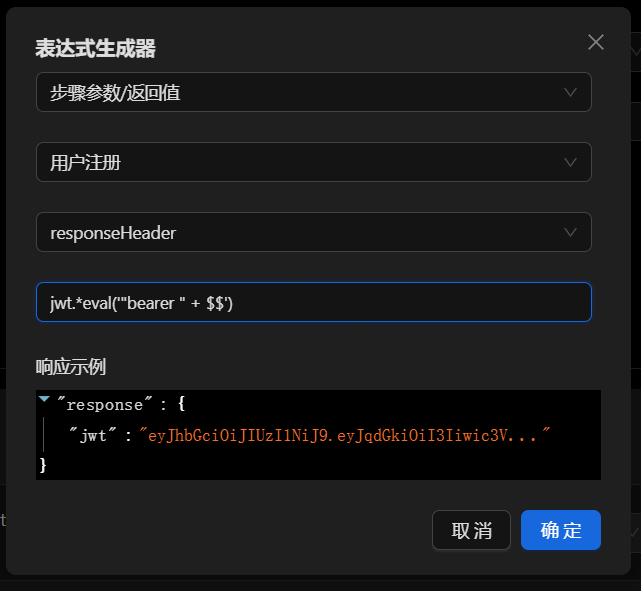 表达式生成器
步骤参数/返回值
用户注册
responseHeader
jwt.*eval('"bearer " + $$')
响应示例
"response" : {
"jwt" : "eyJhbGciOiJIUzI1NiJ9.eyJqdGkiOiI3Iiwic3V..."
}
取消
确定